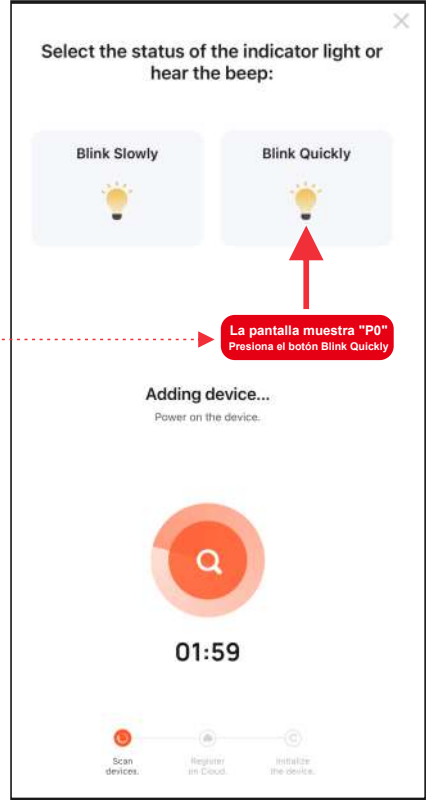 Select the status of the indicator light or
hear the beep:
Blink Slowly
Blink Quickly
La pantalla muestra "P0"
Presiona el botón Blink Quickly
Adding device...
Power on the device.
01:59
Scan
devices.
Register
on Cloud.
Initialize
the device.